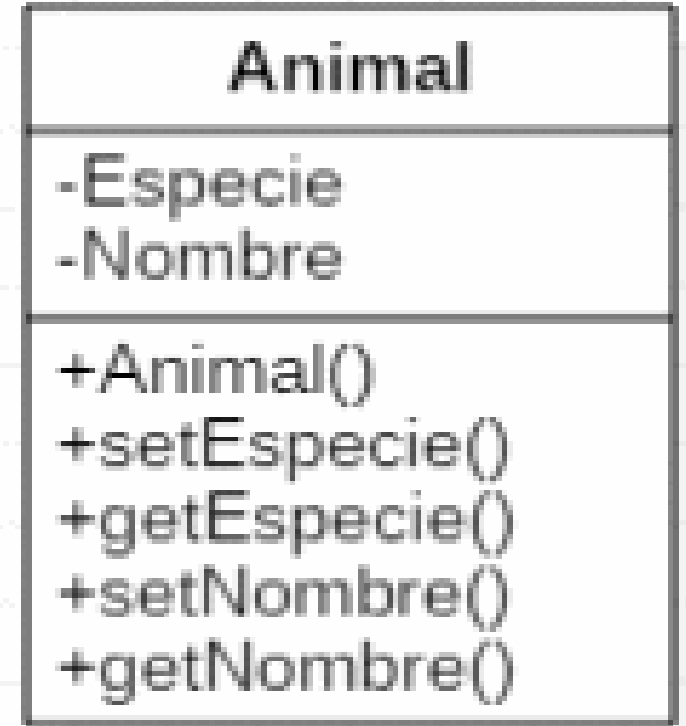 Animal
-Especie
-Nombre
+Animal()
+setEspecie()
+getEspecie()
+setNombre()
+getNombre()